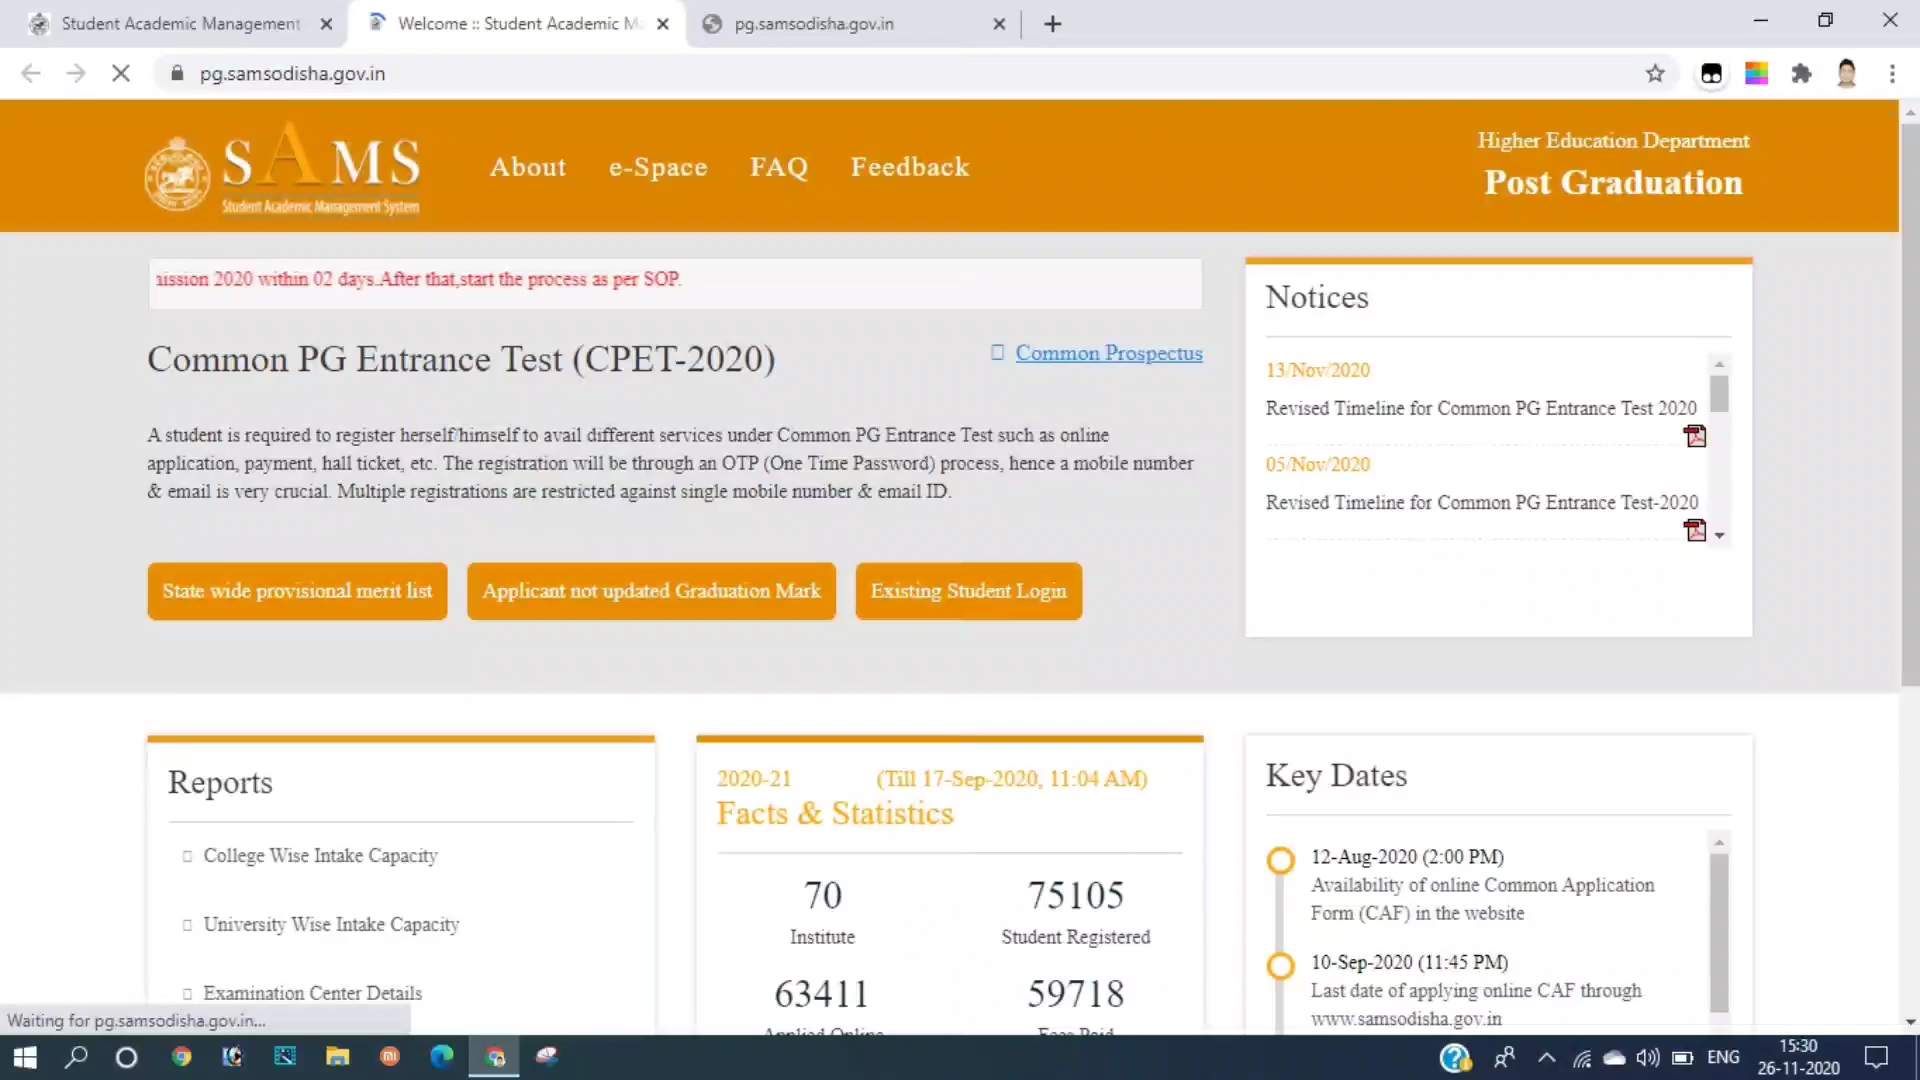 Student Academic Management
Welcome :: Student Academic M
pg.samsodisha.gov.in
pg.samsodisha.gov.in
SAMS
Student Academic Management System
About e-Space FAQ Feedback
Higher Education Department
Post Graduation
ission 2020 within 02 days.After that,start the process as per SOP.
Common PG Entrance Test (CPET-2020)
Common Prospectus
A student is required to register herself/himself to avail different services under Common PG Entrance Test such as online
application, payment, hall ticket, etc. The registration will be through an OTP (One Time Password) process, hence a mobile number
& email is very crucial. Multiple registrations are restricted against single mobile number & email ID.
State wide provisional merit list
Applicant not updated Graduation Mark
Existing Student Login
Notices
13/Nov/2020
Revised Timeline for Common PG Entrance Test 2020
05/Nov/2020
Revised Timeline for Common PG Entrance Test-2020
Reports
College Wise Intake Capacity
University Wise Intake Capacity
Examination Center Details
2020-21 (Till 17-Sep-2020, 11:04 AM)
Facts & Statistics
70 75105
Institute Student Registered
63411 59718
Applied Online Fees Paid
Key Dates
12-Aug-2020 (2:00 PM)
Availability of online Common Application
Form (CAF) in the website
10-Sep-2020 (11:45 PM)
Last date of applying online CAF through
www.samsodisha.gov.in
Waiting for pg.samsodisha.gov.in...
ENG
15:30
26-11-2020